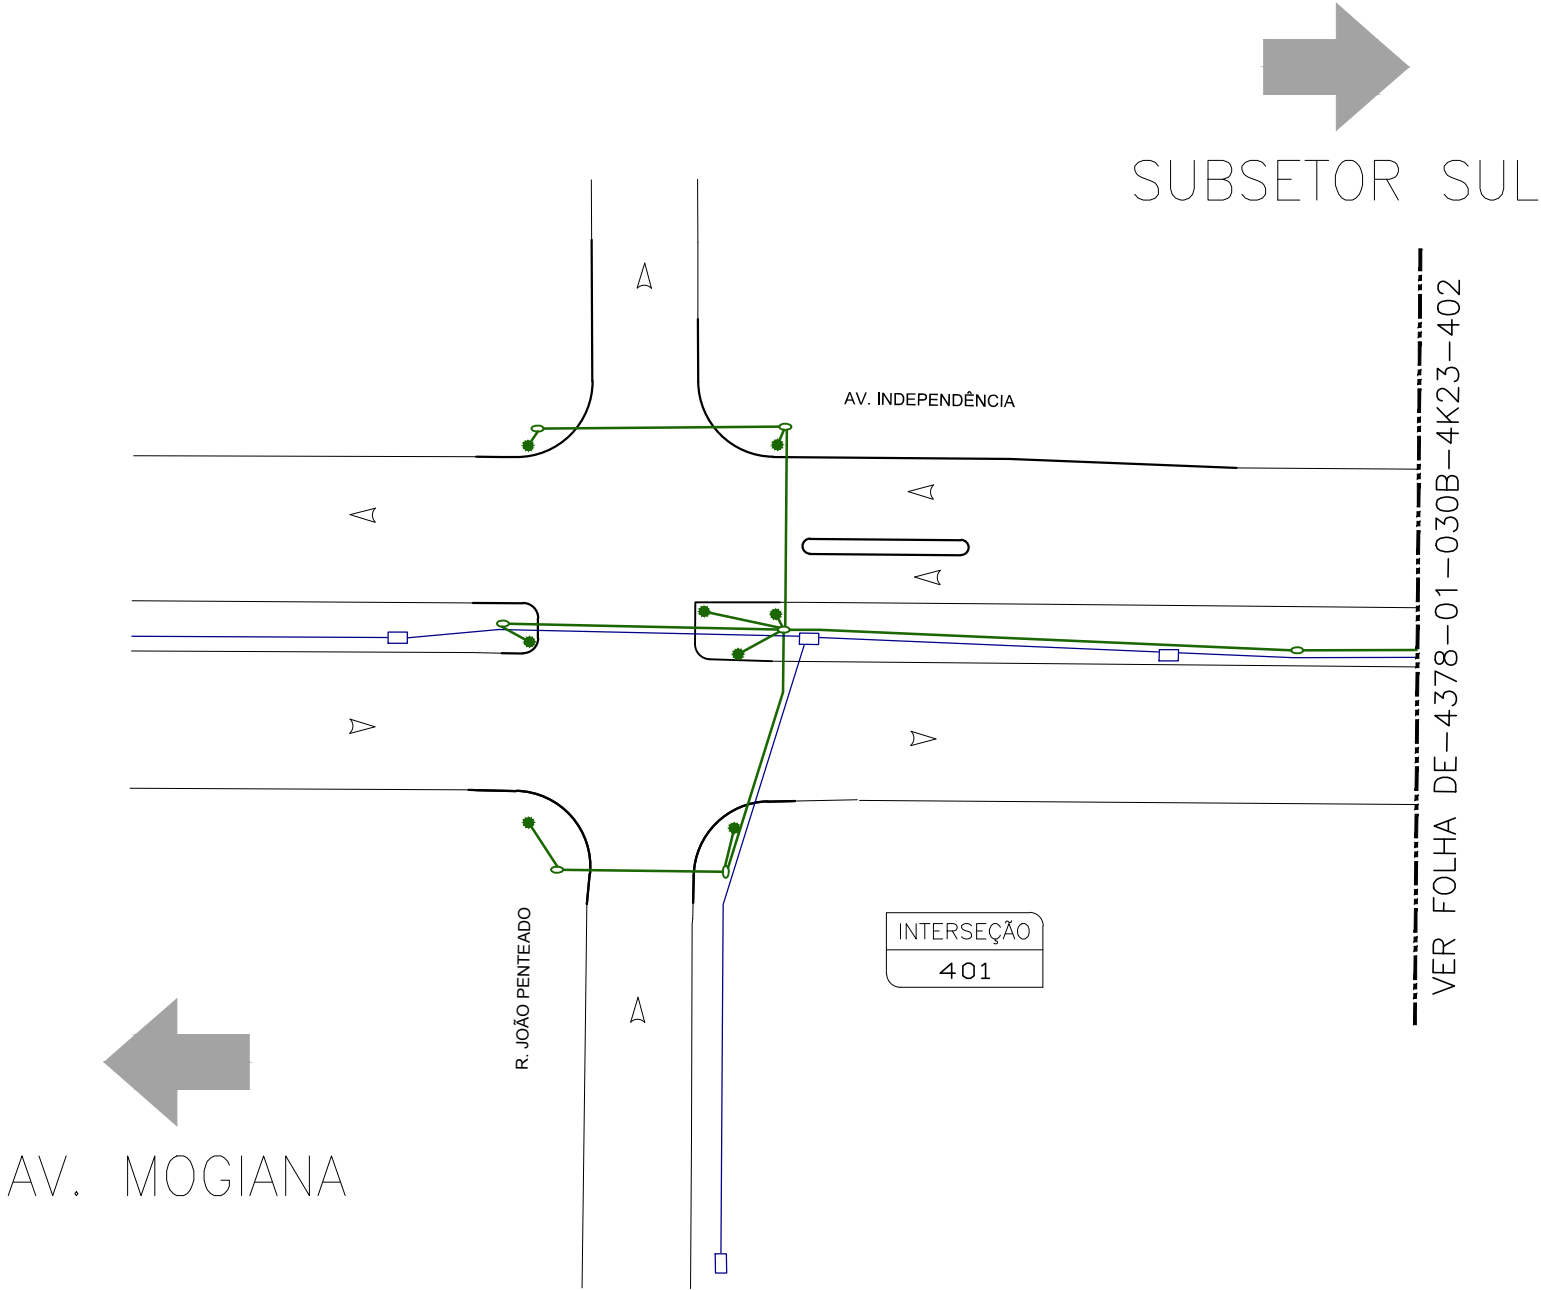 SUBSETOR SUL
AV. INDEPENDÊNCIA
VER FOLHA DE-4378-01-030B-4K23-402
R. JOÃO PENTEADO
INTERSEÇÃO
401
AV. MOGIANA